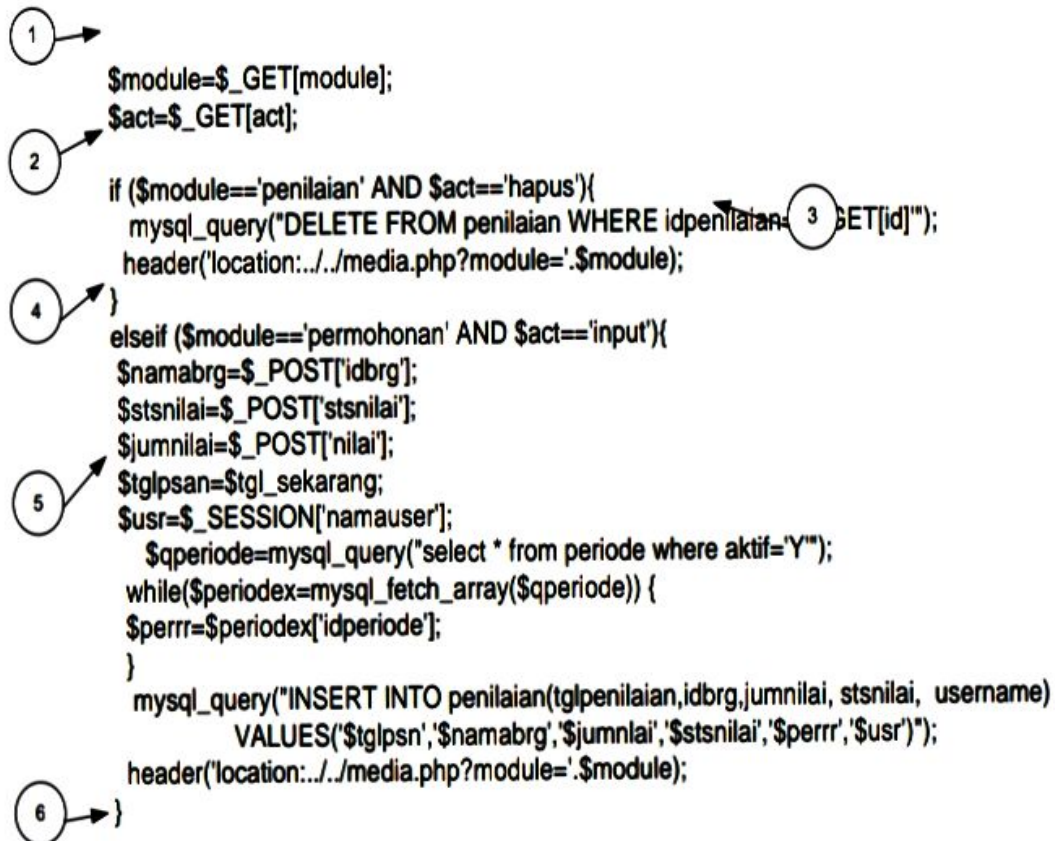 1
$module=$_GET[module];
$act=$_GET[act];
2
if ($module=='penilaian' AND $act=='hapus'){
mysql_query("DELETE FROM penilaian WHERE idpenilaian= 3 GET[id]'");
header('location:../../media.php?module='.$module);
4
}
elseif ($module=='permohonan' AND $act=='input'){
$namabrg=$_POST['idbrg'];
$stsnilai=$_POST['stsnilai'];
$jumnilai=$_POST['nilai'];
5
$tglpsan=$tgl_sekarang;
$usr=$_SESSION['namauser'];
$qperiode=mysql_query("select * from periode where aktif='Y'");
while($periodex=mysql_fetch_array($qperiode)) {
$perrr=$periodex['idperiode'];
}
mysql_query("INSERT INTO penilaian(tglpenilaian,idbrg,jumnilai, stsnilai, username)
VALUES('$tglpsn','$namabrg','$jumnlai','$stsnilai','$perrr','$usr')");
header('location:../../media.php?module='.$module);
6 }